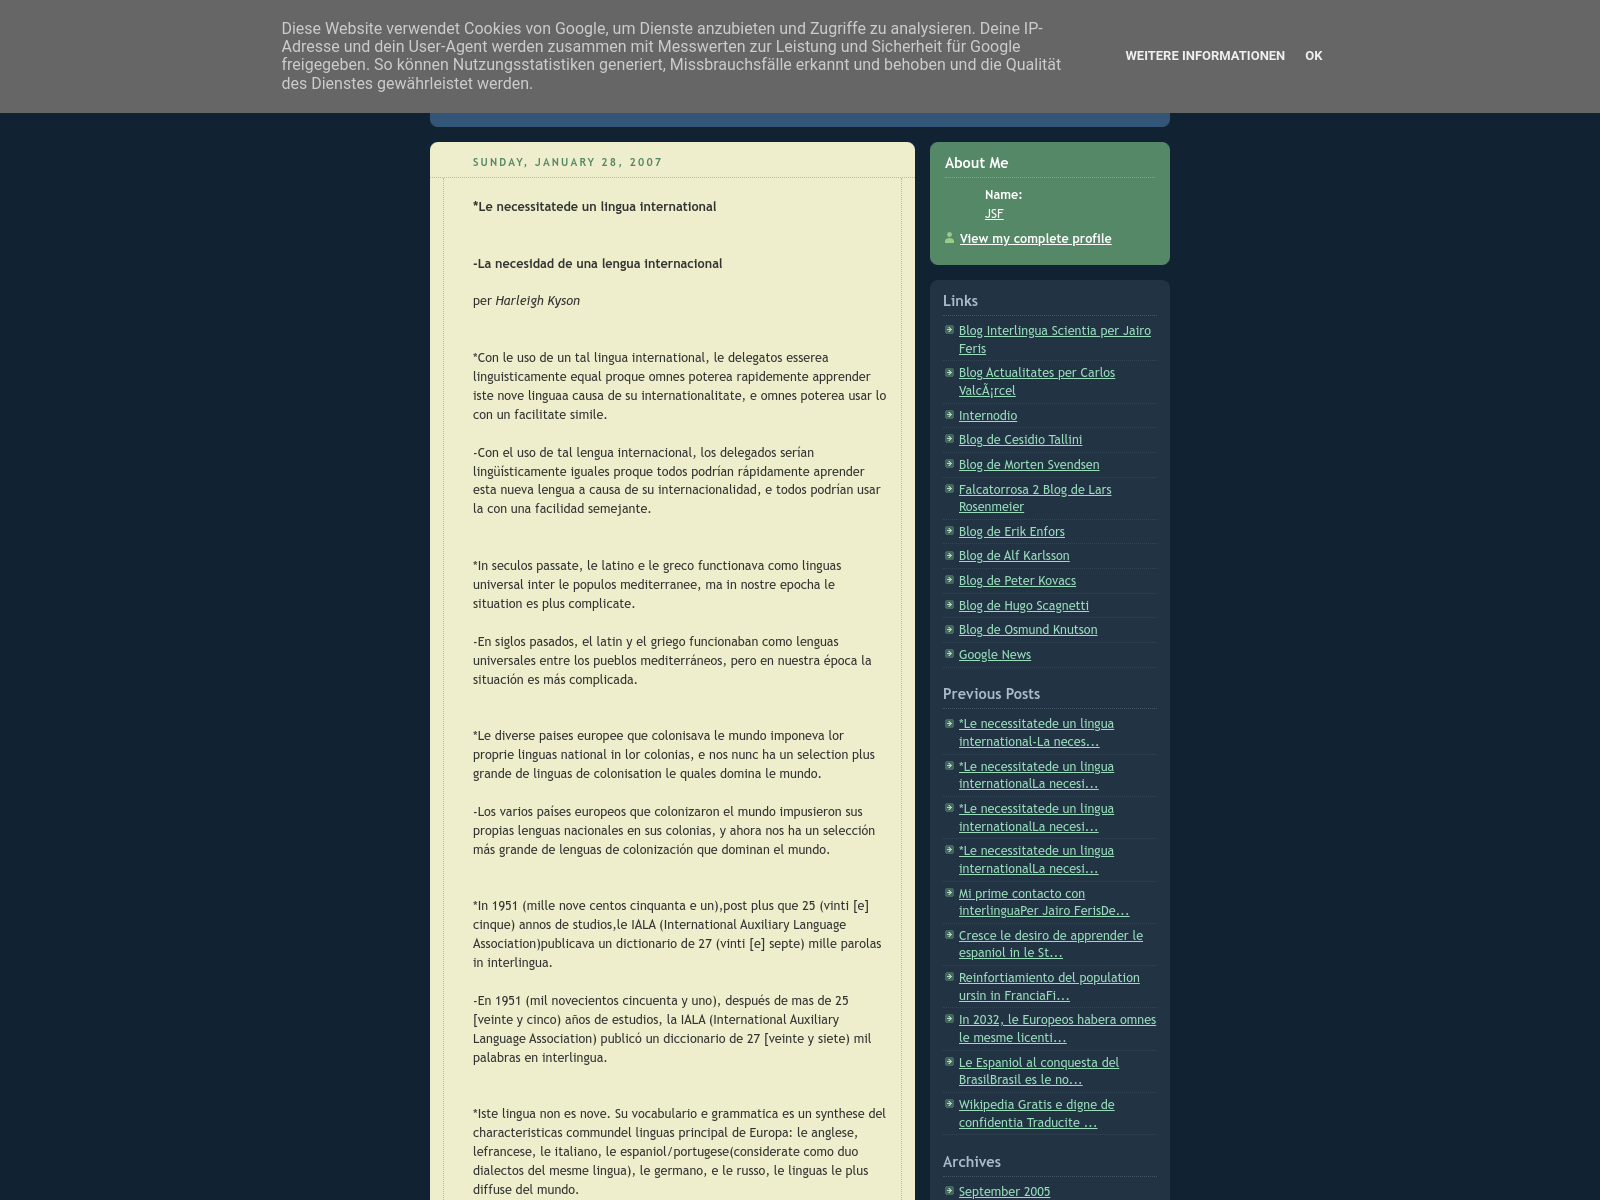 Diese Website verwendet Cookies von Google, um Dienste anzubieten und Zugriffe zu analysieren. Deine IP-
Adresse und dein User-Agent werden zusammen mit Messwerten zur Leistung und Sicherheit für Google
freigegeben. So können Nutzungsstatistiken generiert, Missbrauchsfälle erkannt und behoben und die Qualität
des Dienstes gewährleistet werden.
WEITERE INFORMATIONEN OK
SUNDAY, JANUARY 28, 2007
*Le necessitatede un lingua international
-La necesidad de una lengua internacional
per Harleigh Kyson
*Con le uso de un tal lingua international, le delegatos esserea
linguisticamente equal proque omnes poterea rapidemente apprender
iste nove linguaa causa de su internationalitate, e omnes poterea usar lo
con un facilitate simile.
-Con el uso de tal lengua internacional, los delegados serían
lingüísticamente iguales proque todos podrían rápidamente aprender
esta nueva lengua a causa de su internacionalidad, e todos podrían usar
la con una facilidad semejante.
*In seculos passate, le latino e le greco functionava como linguas
universal inter le populos mediterranee, ma in nostre epocha le
situation es plus complicate.
-En siglos pasados, el latin y el griego funcionaban como lenguas
universales entre los pueblos mediterráneos, pero en nuestra época la
situación es más complicada.
*Le diverse paises europee que colonisava le mundo imponeva lor
proprie linguas national in lor colonias, e nos nunc ha un selection plus
grande de linguas de colonisation le quales domina le mundo.
-Los varios países europeos que colonizaron el mundo impusieron sus
propias lenguas nacionales en sus colonias, y ahora nos ha un selección
más grande de lenguas de colonización que dominan el mundo.
*In 1951 (mille nove centos cinquanta e un),post plus que 25 (vinti [e]
cinque) annos de studios,le IALA (International Auxiliary Language
Association)publicava un dictionario de 27 (vinti [e] septe) mille parolas
in interlingua.
-En 1951 (mil novecientos cincuenta y uno), después de mas de 25
[veinte y cinco) años de estudios, la IALA (International Auxiliary
Language Association) publicó un diccionario de 27 [veinte y siete) mil
palabras en interlingua.
*Iste lingua non es nove. Su vocabulario e grammatica es un synthese del
characteristicas commundel linguas principal de Europa: le anglese,
lefrancese, le italiano, le espaniol/portugese(considerate como duo
dialectos del mesme lingua), le germano, e le russo, le linguas le plus
diffuse del mundo.
About Me
Name:
JSF
View my complete profile
Links
Blog Interlingua Scientia per Jairo
Feris
Blog Actualitates per Carlos
ValcÃ¡rcel
Internodio
Blog de Cesidio Tallini
Blog de Morten Svendsen
Falcatorrosa 2 Blog de Lars
Rosenmeier
Blog de Erik Enfors
Blog de Alf Karlsson
Blog de Peter Kovacs
Blog de Hugo Scagnetti
Blog de Osmund Knutson
Google News
Previous Posts
*Le necessitatede un lingua
international-La neces...
*Le necessitatede un lingua
internationalLa necesi...
*Le necessitatede un lingua
internationalLa necesi...
*Le necessitatede un lingua
internationalLa necesi...
Mi prime contacto con
interlinguaPer Jairo FerisDe...
Cresce le desiro de apprender le
espaniol in le St...
Reinfortiamento del population
ursin in FranciaFi...
In 2032, le Europeos habera omnes
le mesme licenti...
Le Espaniol al conquesta del
BrasilBrasil es le no...
Wikipedia Gratis e digne de
confidentia Traducite ...
Archives
September 2005